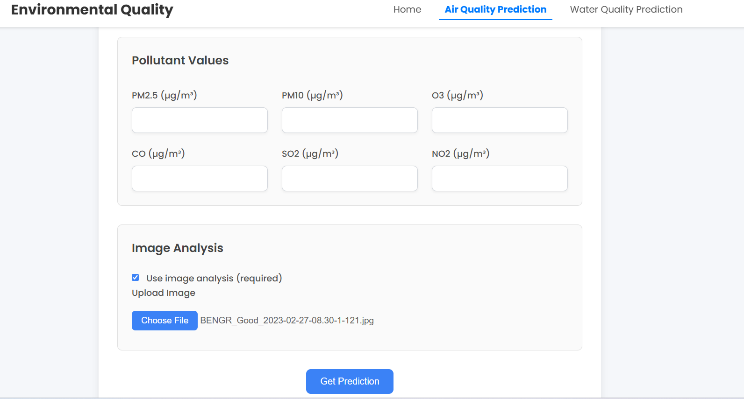 Environmental Quality
Home Air Quality Prediction Water Quality Prediction
Pollutant Values
PM2.5 (µg/m³) PM10 (µg/m³) O3 (µg/m³)
CO (µg/m³) SO2 (µg/m³) NO2 (µg/m³)
Image Analysis
Use image analysis (required)
Upload Image
Choose File BENGR_Good_2023-02-27-08.30-1-121.jpg
Get Prediction